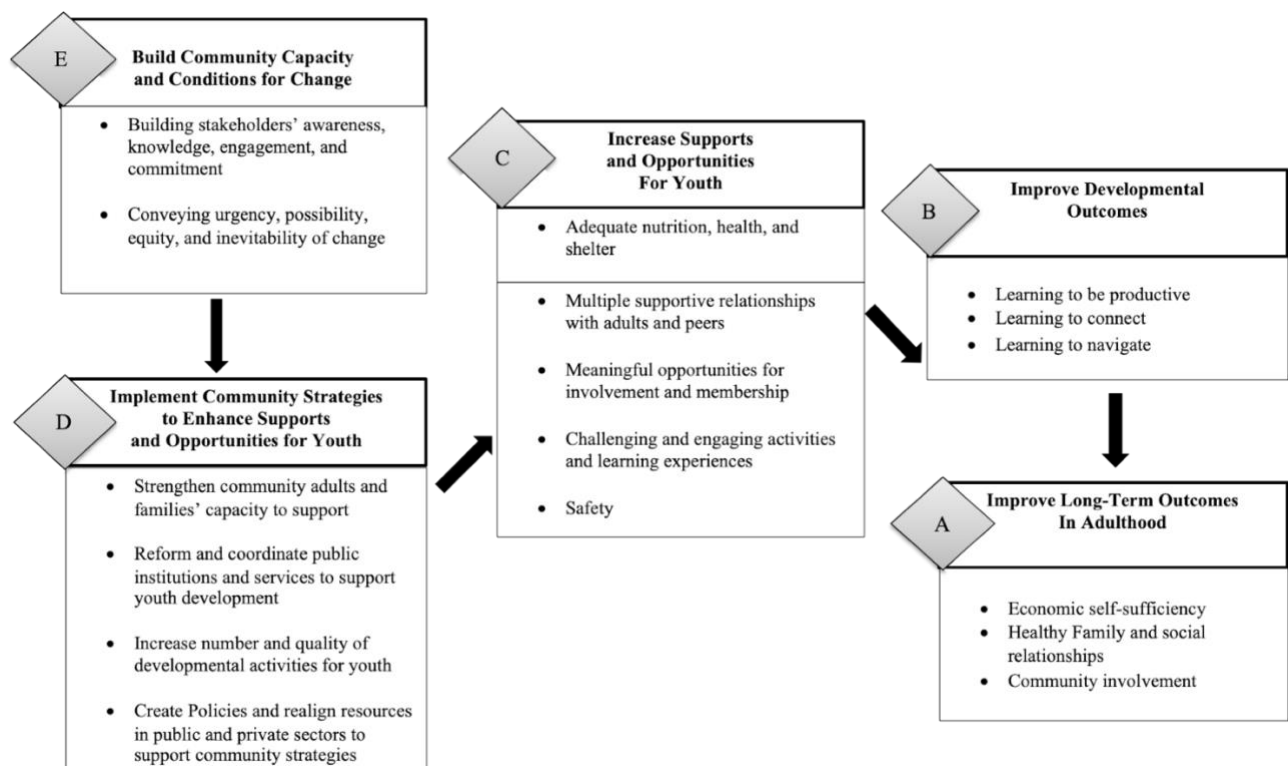 E
Build Community Capacity
and Conditions for Change
• Building stakeholders’ awareness,
knowledge, engagement, and
commitment
• Conveying urgency, possibility,
equity, and inevitability of change
D
Implement Community Strategies
to Enhance Supports
and Opportunities for Youth
• Strengthen community adults and
families’ capacity to support
• Reform and coordinate public
institutions and services to support
youth development
• Increase number and quality of
developmental activities for youth
• Create Policies and realign resources
in public and private sectors to
support community strategies
C
Increase Supports
and Opportunities
For Youth
• Adequate nutrition, health, and
shelter
• Multiple supportive relationships
with adults and peers
• Meaningful opportunities for
involvement and membership
• Challenging and engaging activities
and learning experiences
• Safety
B
Improve Developmental
Outcomes
• Learning to be productive
• Learning to connect
• Learning to navigate
A
Improve Long-Term Outcomes
In Adulthood
• Economic self-sufficiency
• Healthy Family and social
relationships
• Community involvement